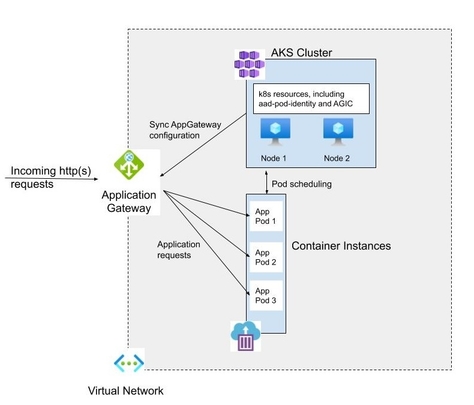 AKS Cluster
k8s resources, including
aad-pod-identity and AGIC
Node 1
Node 2
Sync AppGateway
configuration
Incoming http(s)
requests
Application
Gateway
Pod scheduling
App
Pod 1
Application
requests
App
Pod 2
App
Pod 3
Container Instances
Virtual Network